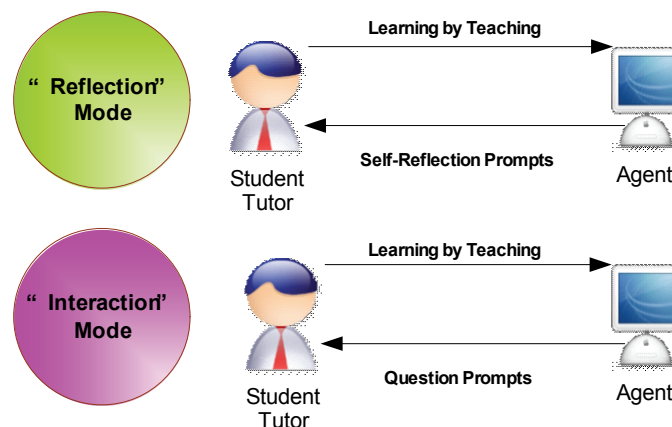 Learning by Teaching
“ Reflection”
Mode
Self-Reflection Prompts
Student
Tutor
Agent
Learning by Teaching
“ Interaction’
Mode
Question Prompts
Student
Tutor
Agent